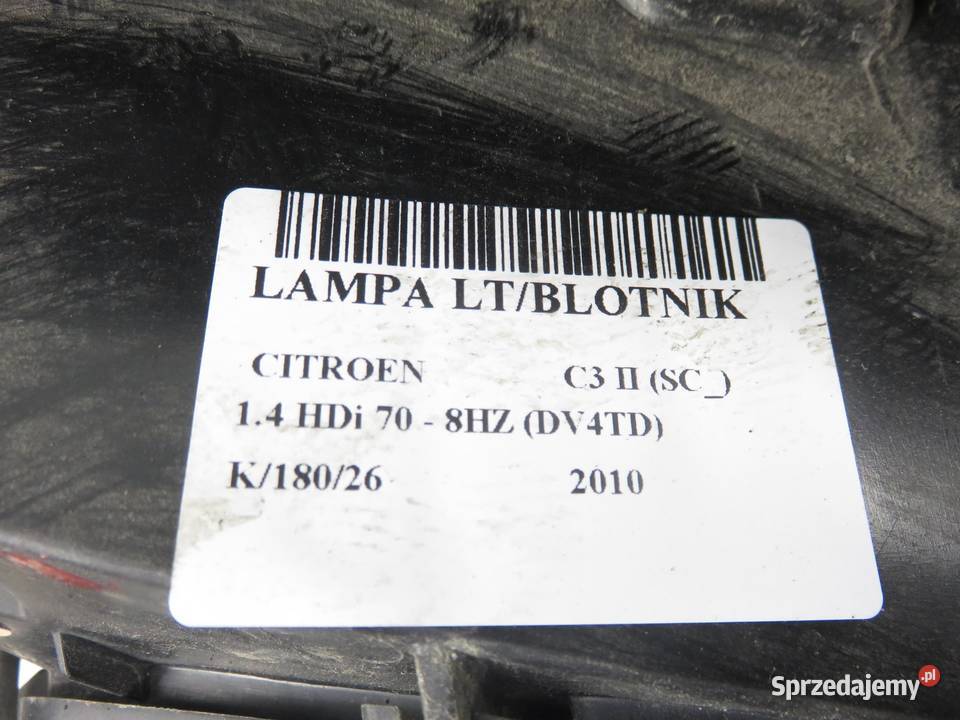 LAMPA LT/BLOTNIK
CITROEN C3 II (SC_)
1.4 HDi 70 - 8HZ (DV4TD)
K/180/26 2010
Sprzedajemy.pl